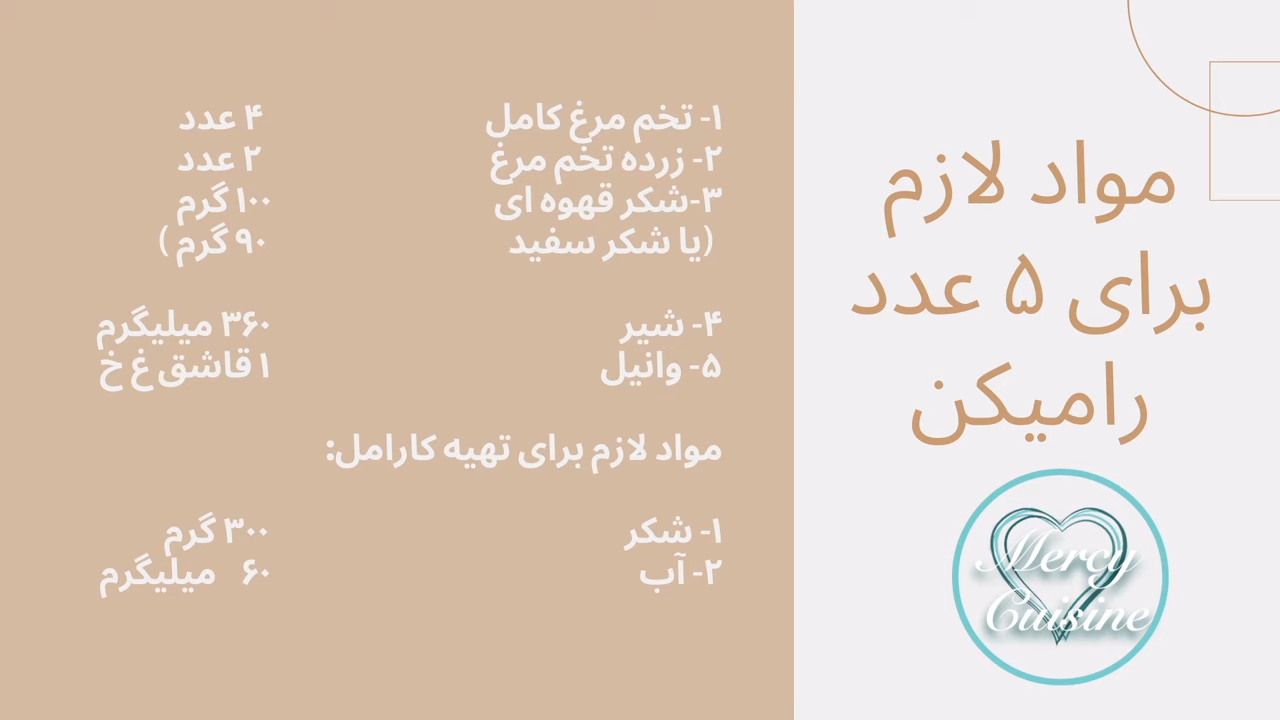 مواد لازم
برای ۵ عدد
رامیکن
Mercy
Cuisine
۱- تخم مرغ کامل ۴ عدد
۲- زرده تخم مرغ ۲ عدد
۳-شکر قهوه ای ۱۰۰ گرم
(یا شکر سفید ۹۰ گرم )
۴- شیر ۳۶۰ میلیگرم
۵- وانیل ۱ قاشق غ خ
مواد لازم برای تهیه کارامل:
۱- شکر ۳۰۰ گرم
۲- آب ۶۰ میلیگرم